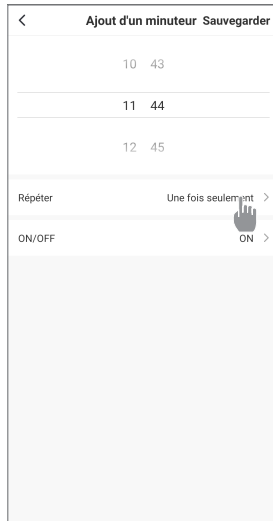 Ajout d'un minuteur Sauvegarder
10 43
11 44
12 45
Répéter Une fois seulement
ON/OFF ON